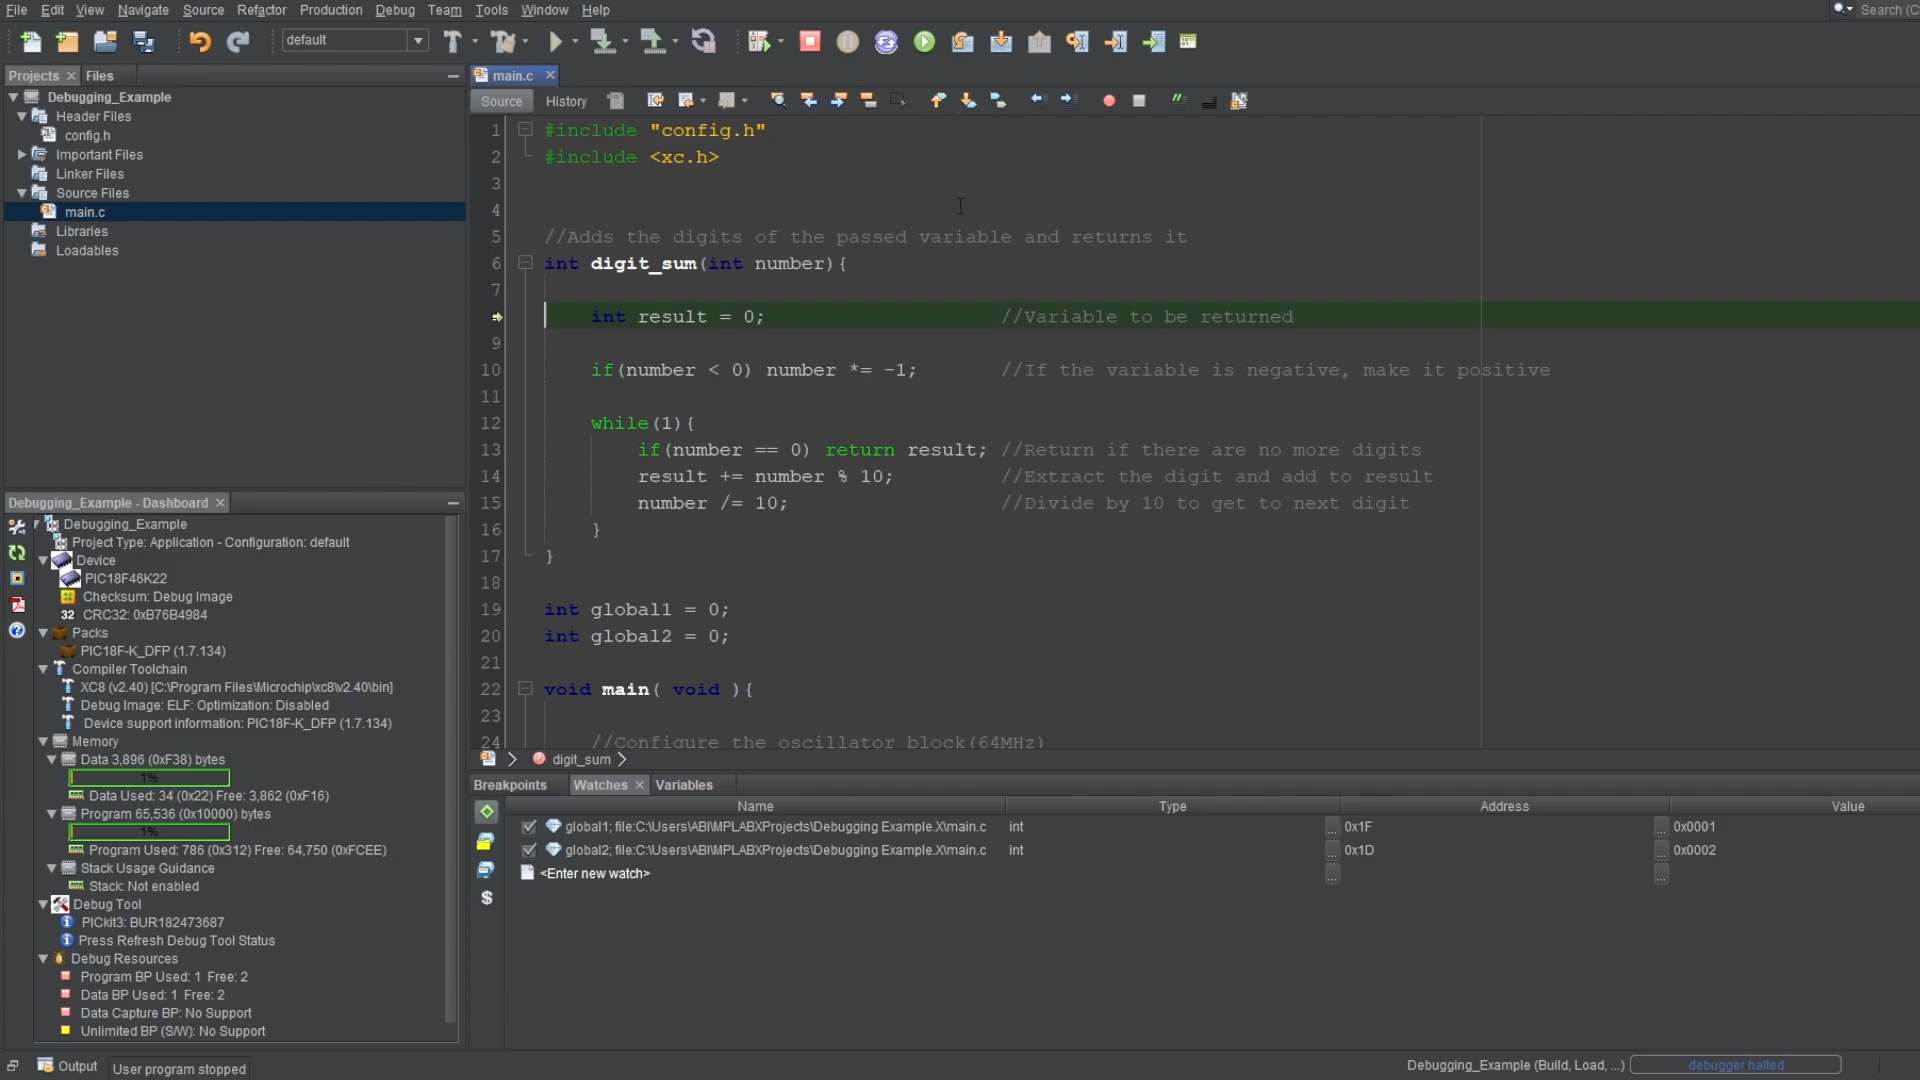 File Edit View Navigate Source Refactor Production Debug Team Tools Window Help
Search (C
default
Projects Files
Debugging_Example
Header Files
config.h
Important Files
Linker Files
Source Files
main.c
Libraries
Loadables
Debugging_Example - Dashboard
Debugging_Example
Project Type: Application - Configuration: default
Device
PIC18F46K22
Checksum: Debug Image
32 CRC32: 0xB76B4984
Packs
PIC18F-K_DFP (1.7.134)
Compiler Toolchain
XC8 (v2.40) [C:\Program Files\Microchip\xc8\v2.40\bin]
Debug Image: ELF: Optimization: Disabled
Device support information: PIC18F-K_DFP (1.7.134)
Memory
Data 3,896 (0xF38) bytes
1%
Data Used: 34 (0x22) Free: 3,862 (0xF16)
Program 65,536 (0x10000) bytes
1%
Program Used: 786 (0x312) Free: 64,750 (0xFCEE)
Stack Usage Guidance
Stack: Not enabled
Debug Tool
PICkit3: BUR182473687
Press Refresh Debug Tool Status
Debug Resources
Program BP Used: 1 Free: 2
Data BP Used: 1 Free: 2
Data Capture BP: No Support
Unlimited BP (S/W): No Support
main.c
Source History
1 #include "config.h"
2 #include <xc.h>
3
4
5 //Adds the digits of the passed variable and returns it
6 int digit_sum(int number){
7
int result = 0; //Variable to be returned
9
10 if(number < 0) number *= -1; //If the variable is negative, make it positive
11
12 while(1){
13 if(number == 0) return result; //Return if there are no more digits
14 result += number % 10; //Extract the digit and add to result
15 number /= 10; //Divide by 10 to get to next digit
16 }
17 }
18
19 int global1 = 0;
20 int global2 = 0;
21
22 void main( void ){
23
24 //Configure the oscillator block(64MHz)
digit_sum
Breakpoints Watches Variables
Name Type Address Value
global1; file:C:\Users\ABI\MPLABXProjects\Debugging Example.X\main.c int ... 0x1F ... 0x0001
global2; file:C:\Users\ABI\MPLABXProjects\Debugging Example.X\main.c int ... 0x1D ... 0x0002
<Enter new watch> ... ...
Output User program stopped
Debugging_Example (Build, Load, ...) debugger halted